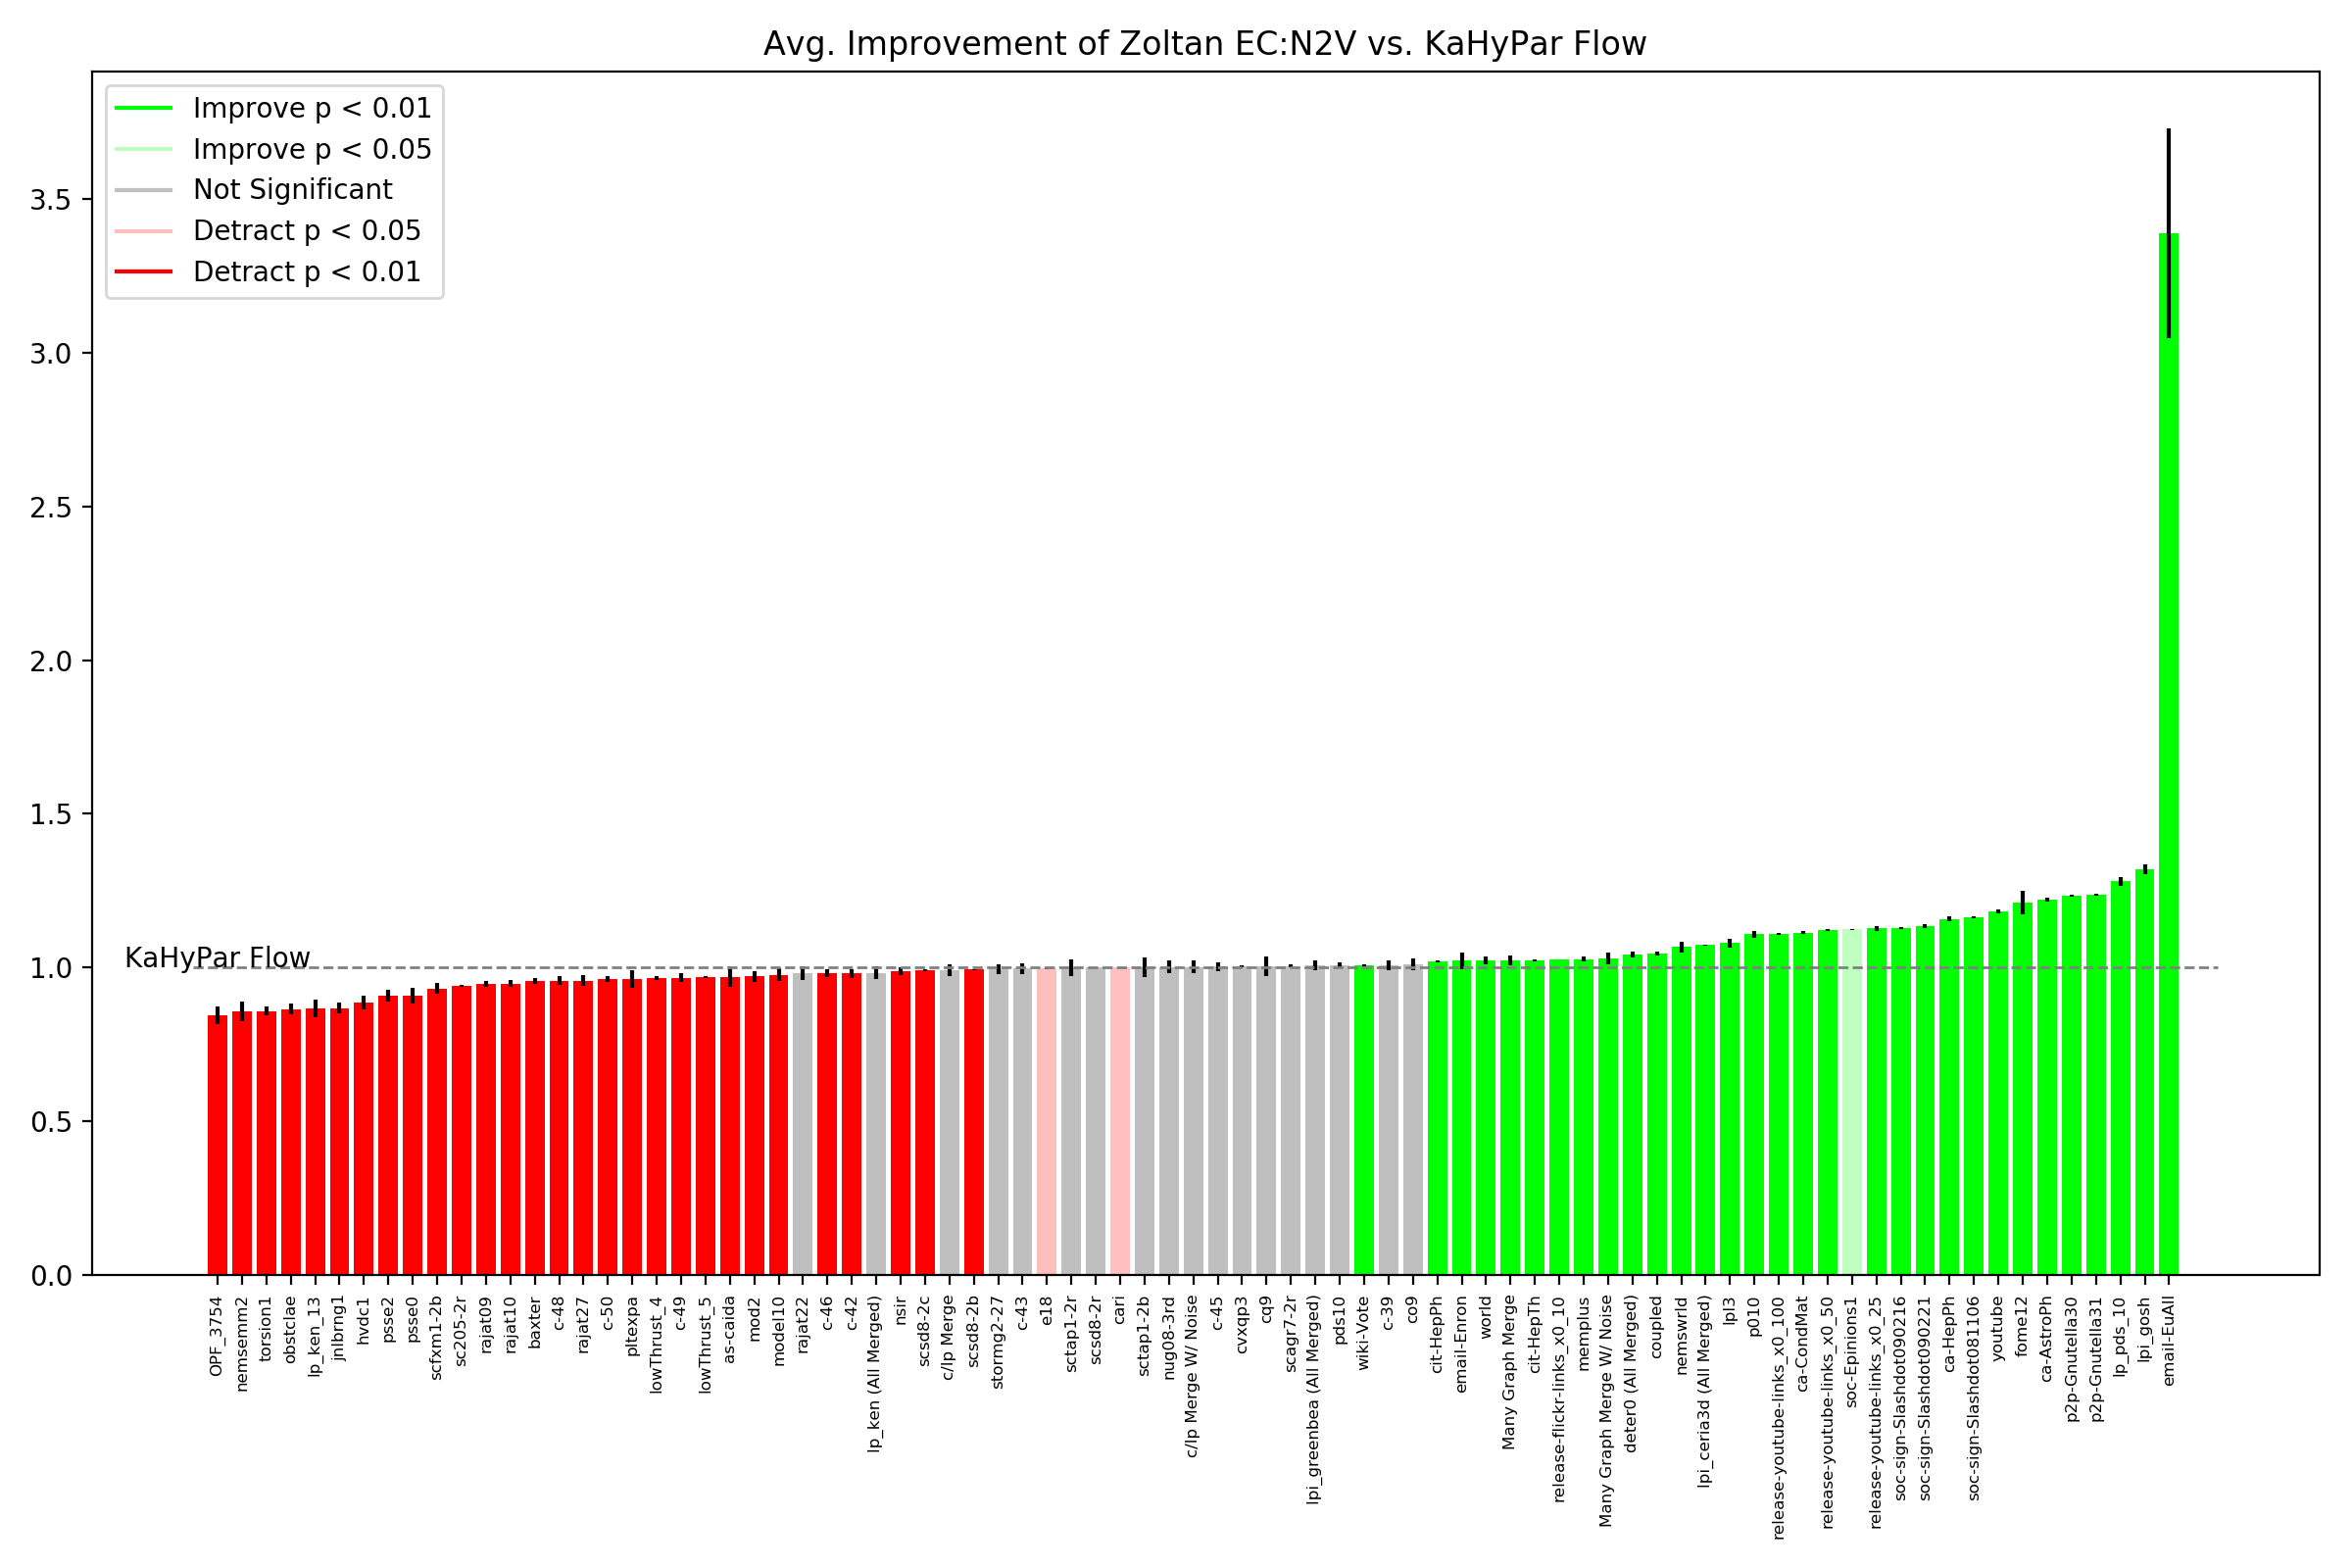 Avg. Improvement of Zoltan EC:N2V vs. KaHyPar Flow
Improve p < 0.01
Improve p < 0.05
Not Significant
Detract p < 0.05
Detract p < 0.01
3.5
3.0
2.5
2.0
1.5
1.0
0.5
0.0
KaHyPar Flow
OPF_3754
nemsemm2
torsion1
obstclae
lp_ken_13
jnlbrng1
hvdc1
psse2
psse0
scfxm1-2b
sc205-2r
rajat09
rajat10
baxter
c-48
rajat27
c-50
pltexpa
lowThrust_4
c-49
lowThrust_5
as-caida
mod2
model10
rajat22
c-46
c-42
lp_ken (All Merged)
nsir
scsd8-2c
c/lp Merge
scsd8-2b
stormg2-27
c-43
e18
sctap1-2r
scsd8-2r
cari
sctap1-2b
nug08-3rd
c/lp Merge W/ Noise
c-45
cvxqp3
cq9
scagr7-2r
lpi_greenbea (All Merged)
pds10
wiki-Vote
c-39
co9
cit-HepPh
email-Enron
world
Many Graph Merge
cit-HepTh
release-flickr-links_x0_10
memplus
Many Graph Merge W/ Noise
deter0 (All Merged)
coupled
nemswrld
lpi_ceria3d (All Merged)
lpl3
p010
release-youtube-links_x0_100
ca-CondMat
release-youtube-links_x0_50
soc-Epinions1
release-youtube-links_x0_25
soc-sign-Slashdot090216
soc-sign-Slashdot090221
ca-HepPh
soc-sign-Slashdot081106
youtube
fome12
ca-AstroPh
p2p-Gnutella30
p2p-Gnutella31
lp_pds_10
lpi_gosh
email-EuAll